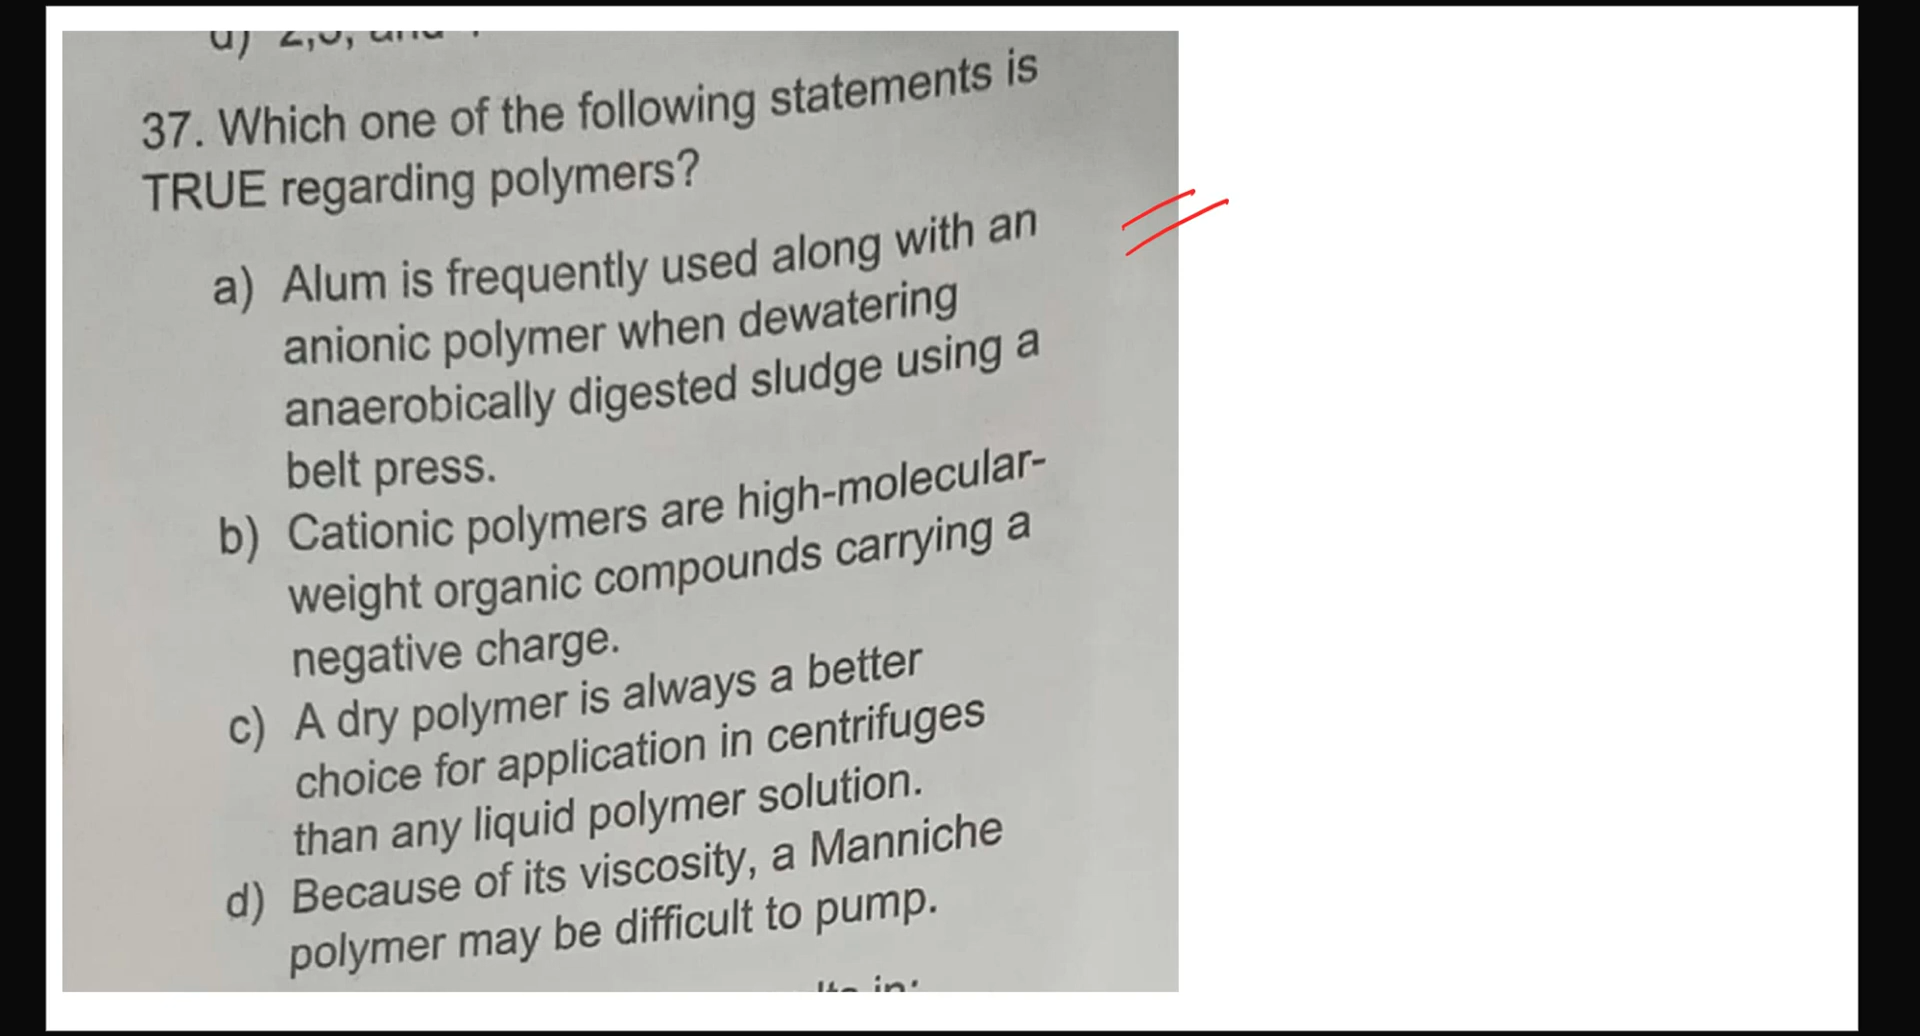 37. Which one of the following statements is
TRUE regarding polymers?
a) Alum is frequently used along with an
anionic polymer when dewatering
anaerobically digested sludge using a
belt press.
b) Cationic polymers are high-molecular-
weight organic compounds carrying a
negative charge.
c) A dry polymer is always a better
choice for application in centrifuges
than any liquid polymer solution.
d) Because of its viscosity, a Manniche
polymer may be difficult to pump.